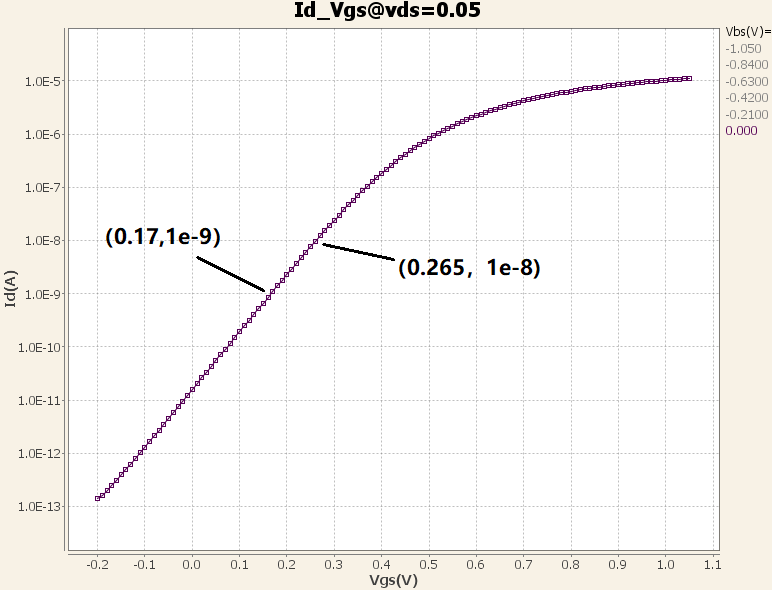 Id_Vgs@vds=0.05
Vbs(V)=
-1.050
-0.8400
-0.6300
-0.4200
-0.2100
0.000
1.0E-5
1.0E-6
1.0E-7
1.0E-8
1.0E-9
1.0E-10
1.0E-11
1.0E-12
1.0E-13
Id(A)
(0.17,1e-9)
(0.265, 1e-8)
-0.2 -0.1 0.0 0.1 0.2 0.3 0.4 0.5 0.6 0.7 0.8 0.9 1.0 1.1
Vgs(V)